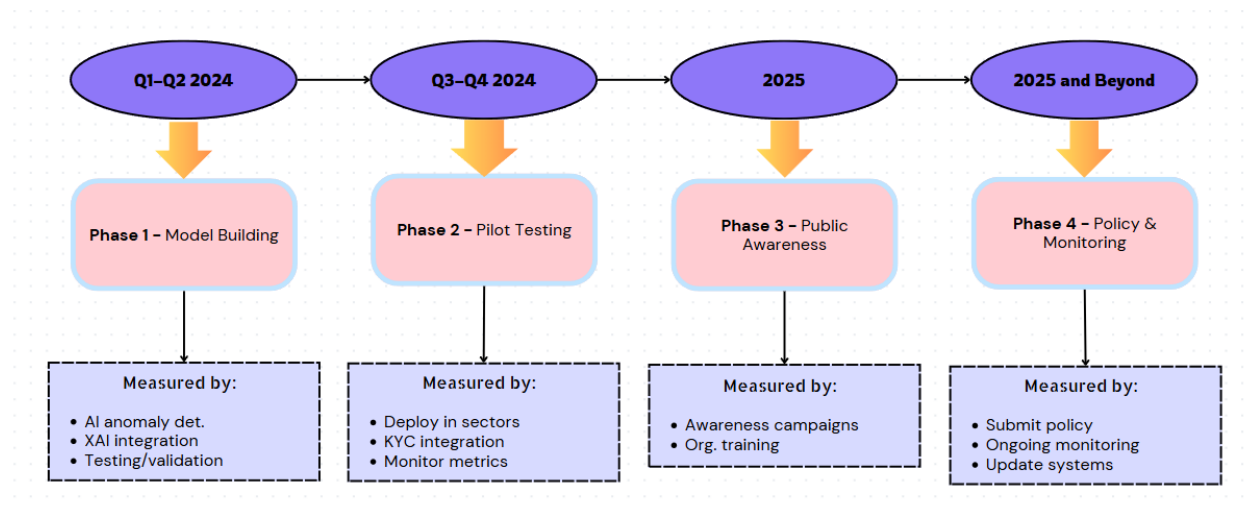 Q1–Q2 2024
Q3–Q4 2024
2025
2025 and Beyond
Phase 1 – Model Building
Phase 2 – Pilot Testing
Phase 3 – Public
Awareness
Phase 4 – Policy &
Monitoring
Measured by:
• AI anomaly det.
• XAI integration
• Testing/validation
Measured by:
• Deploy in sectors
• KYC integration
• Monitor metrics
Measured by:
• Awareness campaigns
• Org. training
Measured by:
• Submit policy
• Ongoing monitoring
• Update systems